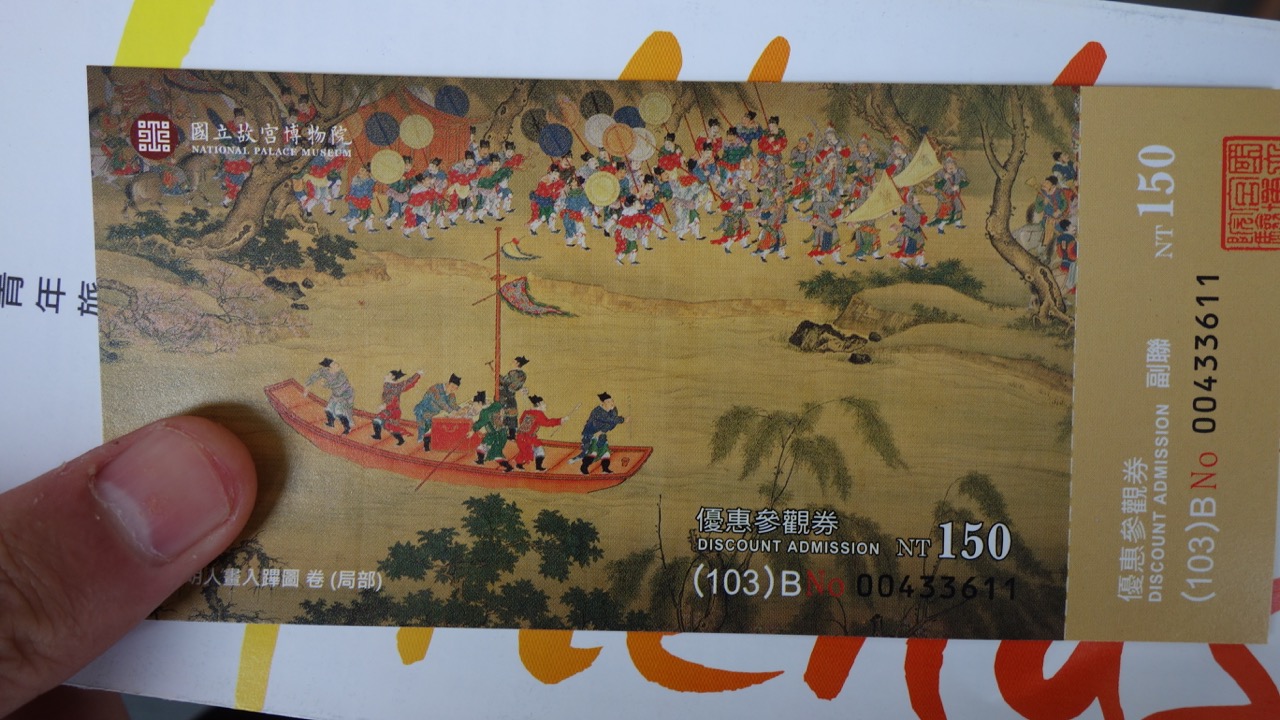 國立故宮博物院
NATIONAL PALACE MUSEUM
青年旅
優惠參觀券
DISCOUNT ADMISSION NT 150
(103)B No 00433611
人畫入蹕圖 卷 (局部)
NT 150
優惠參觀券 副聯
DISCOUNT ADMISSION
(103)B No 00433611